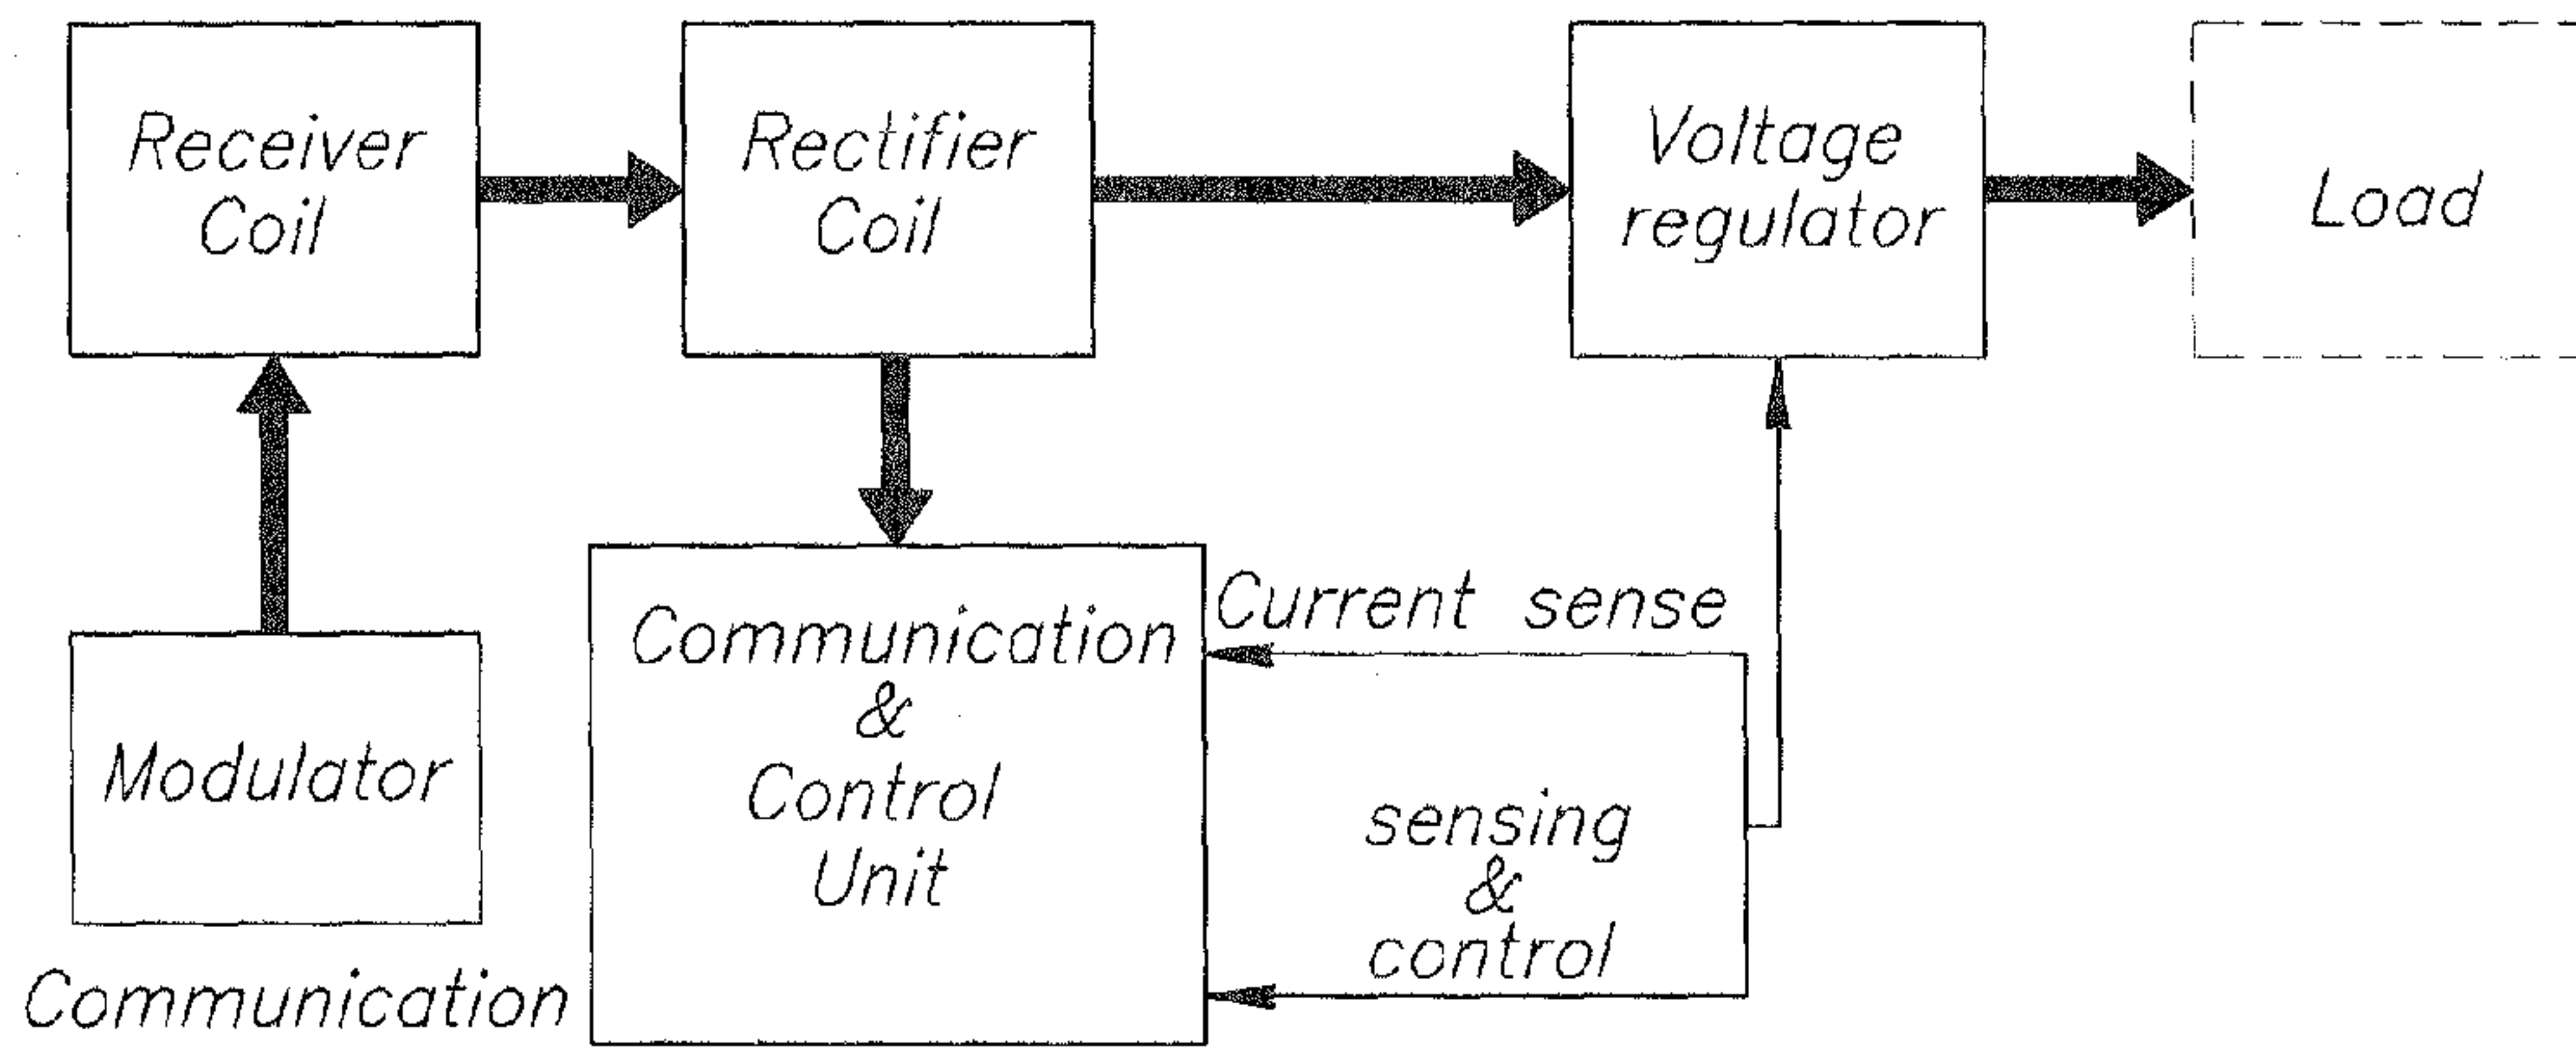 Receiver
Coil
Rectifier
Coil
Voltage
regulator
Load
Modulator
Communication
Communication
&
Control
Unit
Current sense
sensing
&
control